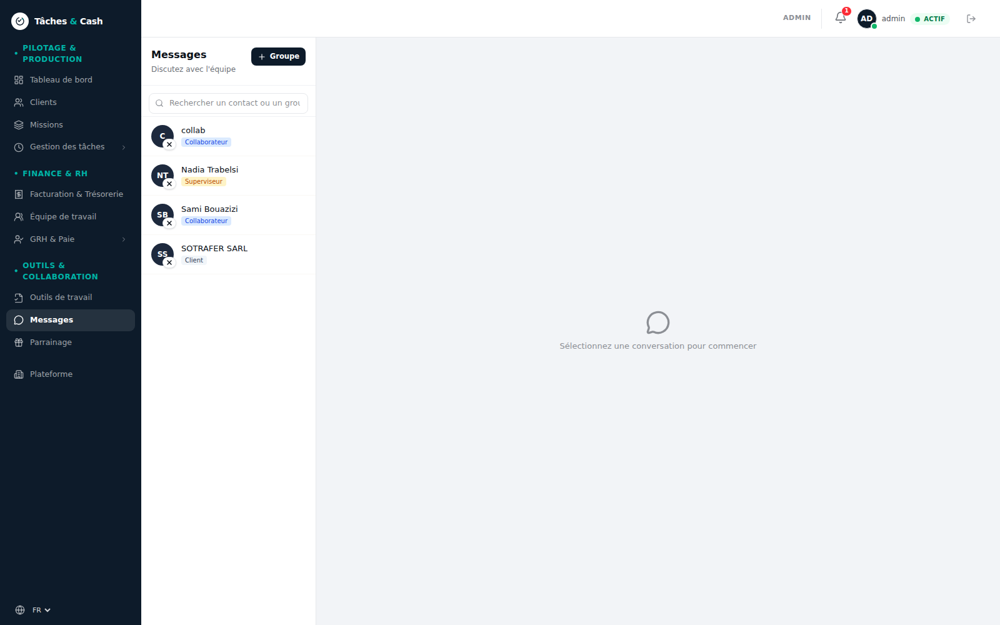 Tâches & Cash
• PILOTAGE &
PRODUCTION
Tableau de bord
Clients
Missions
Gestion des tâches
• FINANCE & RH
Facturation & Trésorerie
Équipe de travail
GRH & Paie
• OUTILS &
COLLABORATION
Outils de travail
Messages
Parrainage
Plateforme
FR
ADMIN
1
AD
admin
ACTIF
Messages
Groupe
Discutez avec l'équipe
Rechercher un contact ou un grou
C
collab
Collaborateur
NT
Nadia Trabelsi
Superviseur
SB
Sami Bouazizi
Collaborateur
SS
SOTRAFER SARL
Client
Sélectionnez une conversation pour commencer